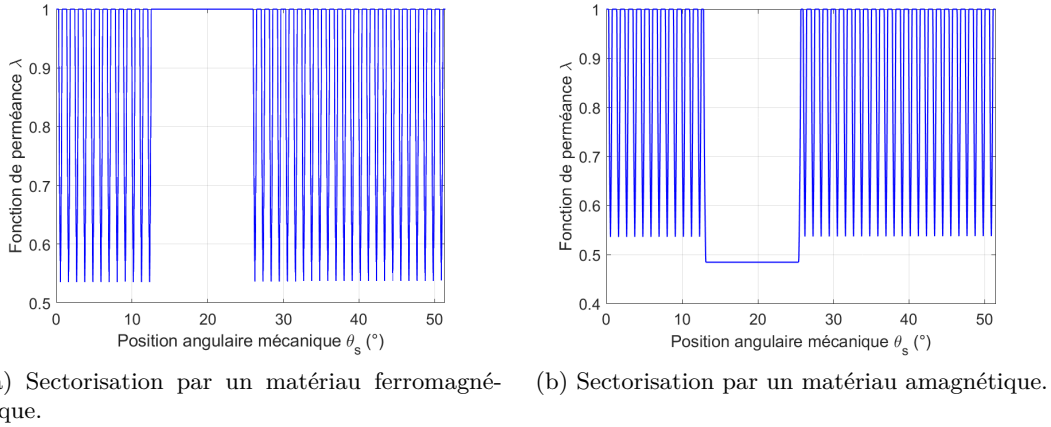 1
0.9
0.8
0.7
0.6
0.5
Fonction de perméance λ
0 10 20 30 40 50
Position angulaire mécanique θs (°)
) Sectorisation par un matériau ferromagné-
que.
1
0.9
0.8
0.7
0.6
0.5
0.4
Fonction de perméance λ
0 10 20 30 40 50
Position angulaire mécanique θs (°)
(b) Sectorisation par un matériau amagnétique.